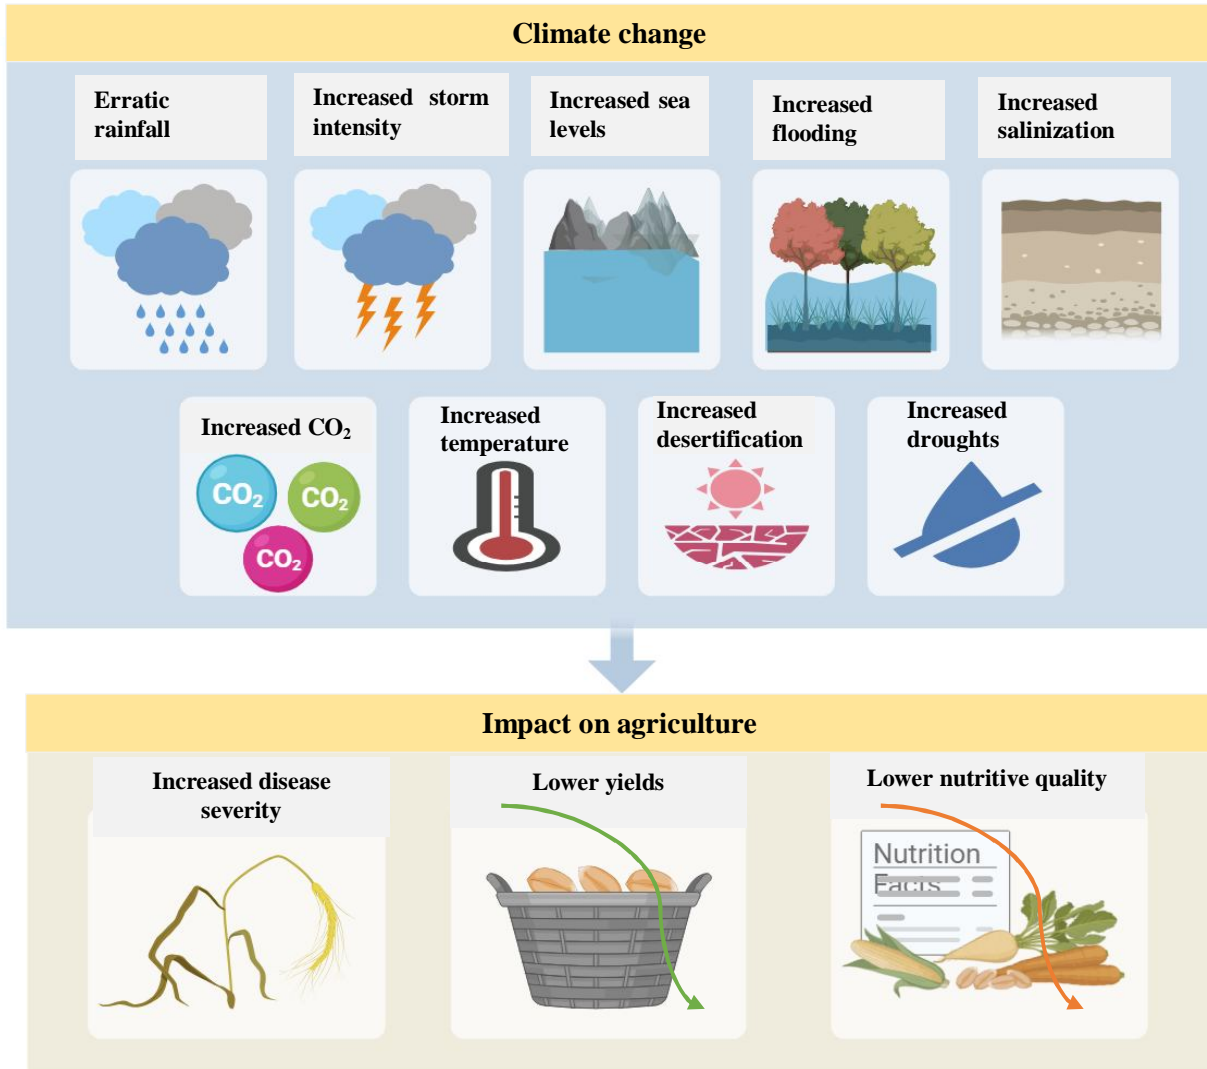 Climate change
Erratic
rainfall
Increased storm
intensity
Increased sea
levels
Increased
flooding
Increased
salinization
Increased CO₂
CO₂
CO₂
CO₂
Increased
temperature
Increased
desertification
Increased
droughts
Impact on agriculture
Increased disease
severity
Lower yields
Lower nutritive quality
Nutrition
Facts